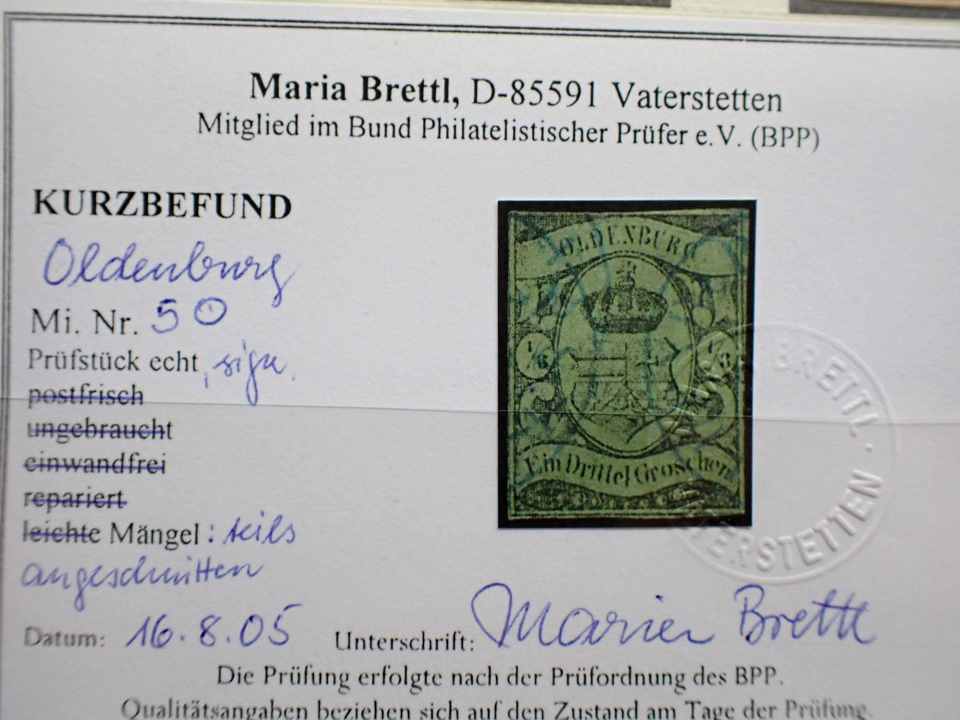 Maria Brettl, D-85591 Vaterstetten
Mitglied im Bund Philatelistischer Prüfer e.V. (BPP)
KURZBEFUND
Oldenburg
Mi. Nr. 5 ⊙
Prüfstück echt, sign.
postfrisch
ungebraucht
einwandfrei
repariert
leichte Mängel: teils
angeschnitten
Datum: 16.8.05 Unterschrift: Maria Brettl
Die Prüfung erfolgte nach der Prüfordnung des BPP.
Qualitätsangaben beziehen sich auf den Zustand am Tage der Prüfung.
OLDENBURG
Ein Drittel Groschen
BREITL · VATERSTETTEN